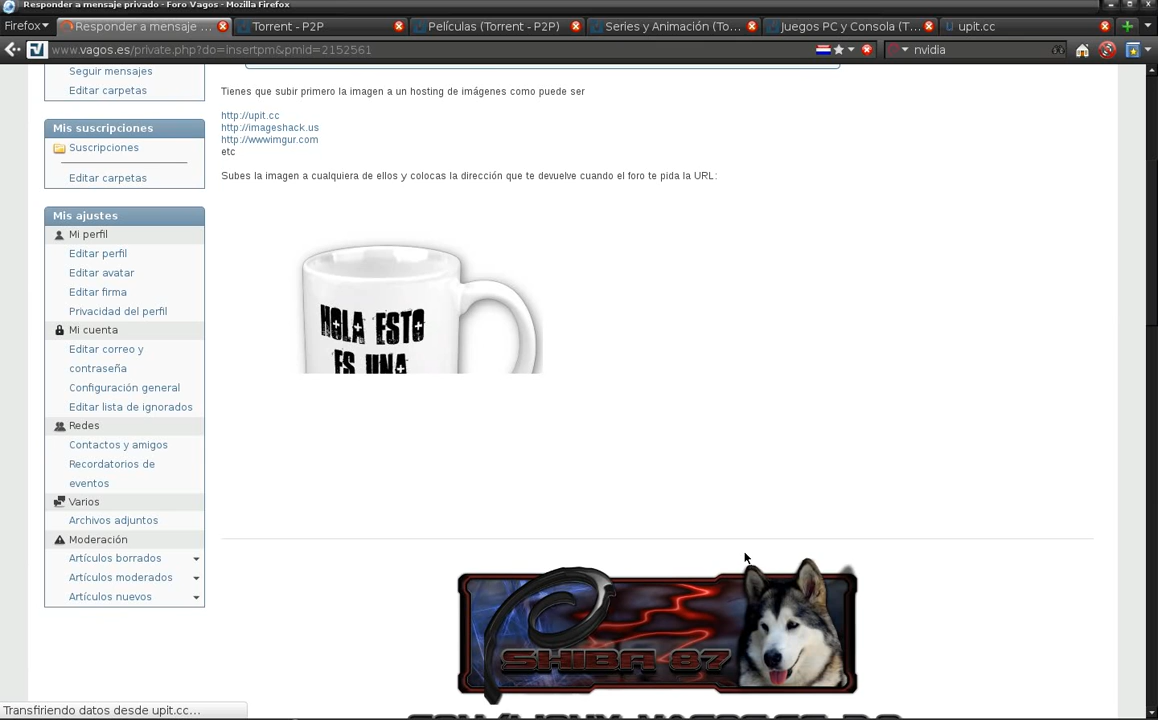 Responder a mensaje privado - Foro Vagos - Mozilla Firefox
Firefox
Responder a mensaje ...
Torrent - P2P
Películas (Torrent - P2P)
Series y Animación (To...
Juegos PC y Consola (T...
upit.cc
www.vagos.es/private.php?do=insertpm&pmid=2152561
nvidia
Seguir mensajes
Editar carpetas
Mis suscripciones
Suscripciones
Editar carpetas
Mis ajustes
Mi perfil
Editar perfil
Editar avatar
Editar firma
Privacidad del perfil
Mi cuenta
Editar correo y
contraseña
Configuración general
Editar lista de ignorados
Redes
Contactos y amigos
Recordatorios de
eventos
Varios
Archivos adjuntos
Moderación
Artículos borrados
Artículos moderados
Artículos nuevos
Tienes que subir primero la imagen a un hosting de imágenes como puede ser
http://upit.cc
http://imageshack.us
http://wwwimgur.com
etc
Subes la imagen a cualquiera de ellos y colocas la dirección que te devuelve cuando el foro te pida la URL:
HOLA ESTO
ES UNA
SHIBA 87
Transfiriendo datos desde upit.cc...